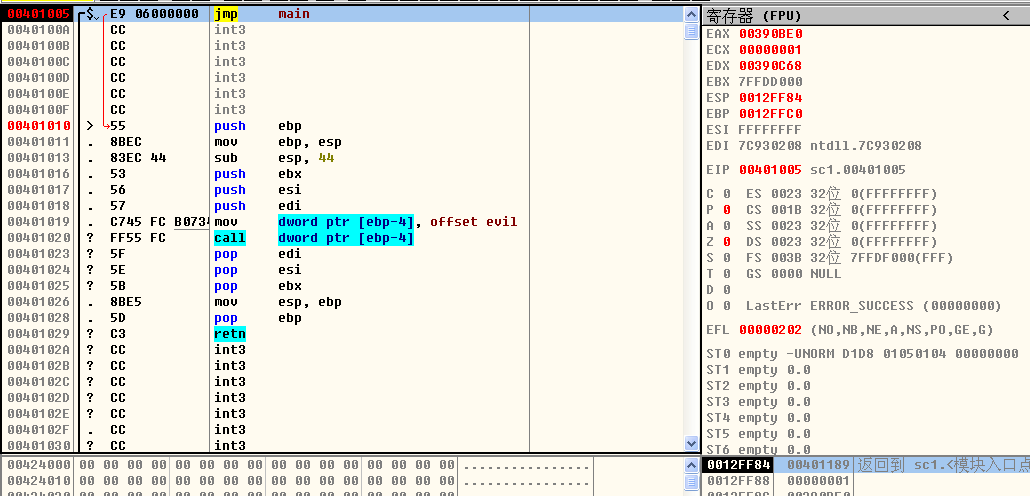 00401005 $ E9 06000000 jmp main
0040100A CC int3
0040100B CC int3
0040100C CC int3
0040100D CC int3
0040100E CC int3
0040100F CC int3
00401010 > 55 push ebp
00401011 . 8BEC mov ebp, esp
00401013 . 83EC 44 sub esp, 44
00401016 . 53 push ebx
00401017 . 56 push esi
00401018 . 57 push edi
00401019 . C745 FC B0734 mov dword ptr [ebp-4], offset evil
00401020 ? FF55 FC call dword ptr [ebp-4]
00401023 ? 5F pop edi
00401024 ? 5E pop esi
00401025 ? 5B pop ebx
00401026 . 8BE5 mov esp, ebp
00401028 . 5D pop ebp
00401029 ? C3 retn
0040102A ? CC int3
0040102B ? CC int3
0040102C ? CC int3
0040102D ? CC int3
0040102E ? CC int3
0040102F ? CC int3
00401030 ? CC int3
寄存器 (FPU) <
EAX 00390BE0
ECX 00000001
EDX 00390C68
EBX 7FFDD000
ESP 0012FF84
EBP 0012FFC0
ESI FFFFFFFF
EDI 7C930208 ntdll.7C930208
EIP 00401005 sc1.00401005
C 0 ES 0023 32位 0(FFFFFFFF)
P 0 CS 001B 32位 0(FFFFFFFF)
A 0 SS 0023 32位 0(FFFFFFFF)
Z 0 DS 0023 32位 0(FFFFFFFF)
S 0 FS 003B 32位 7FFDF000(FFF)
T 0 GS 0000 NULL
D 0
O 0 LastErr ERROR_SUCCESS (00000000)
EFL 00000202 (NO,NB,NE,A,NS,PO,GE,G)
ST0 empty -UNORM D1D8 01050104 00000000
ST1 empty 0.0
ST2 empty 0.0
ST3 empty 0.0
ST4 empty 0.0
ST5 empty 0.0
ST6 empty 0.0
00424000 00 00 00 00 00 00 00 00 00 00 00 00 00 00 00 00 ................
00424010 00 00 00 00 00 00 00 00 00 00 00 00 00 00 00 00 ................
0012FF84 00401189 返回到 sc1.<模块入口点
0012FF88 00000001